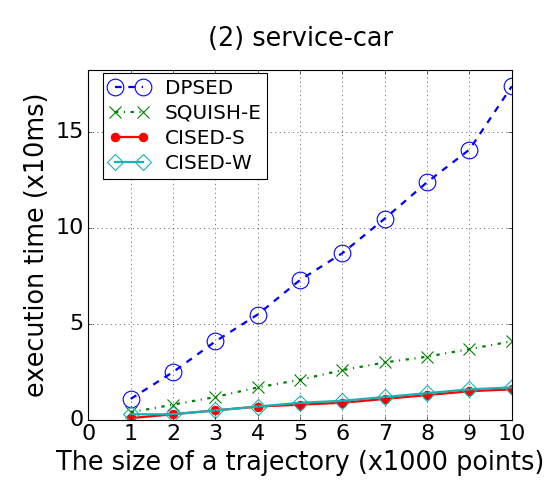 (2) service-car
DPSED
SQUISH-E
CISED-S
CISED-W
execution time (x10ms)
15
10
5
0
0 1 2 3 4 5 6 7 8 9 10
The size of a trajectory (x1000 points)